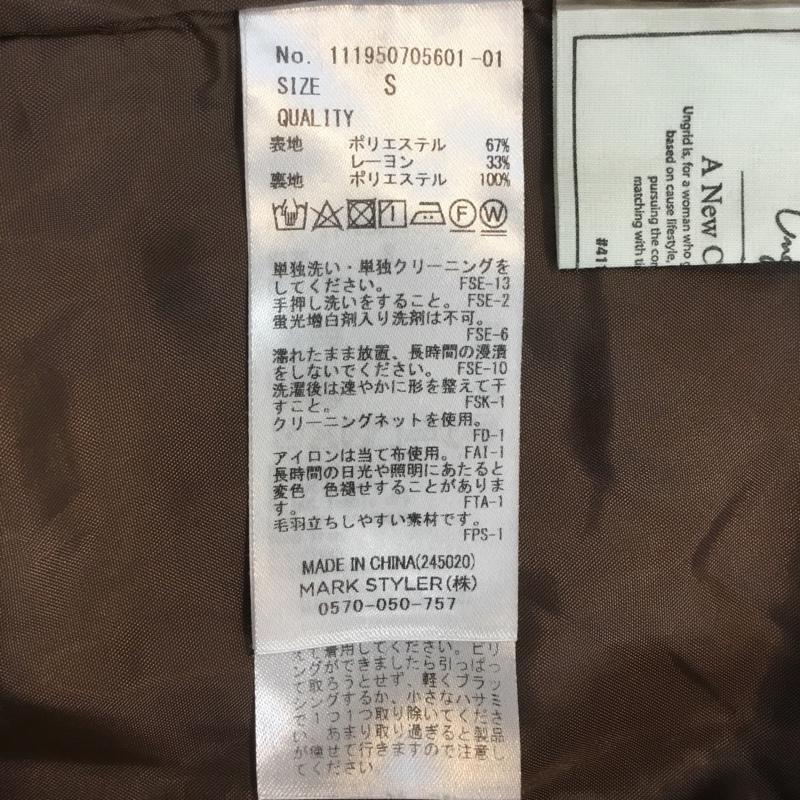 No. 111950705601-01
SIZE S
QUALITY
表地 ポリエステル 67%
レーヨン 33%
裏地 ポリエステル 100%
F W
単独洗い・単独クリーニングを
してください。 FSE-13
手押し洗いをすること。 FSE-2
蛍光増白剤入り洗剤は不可。
FSE-6
濡れたまま放置、長時間の浸漬
をしないでください。 FSE-10
洗濯後は速やかに形を整えて干
すこと。 FSK-1
クリーニングネットを使用。
FD-1
アイロンは当て布使用。 FAI-1
長時間の日光や照明にあたると
変色 色褪せすることがありま
す。 FTA-1
毛羽立ちしやすい素材です。
FPS-1
MADE IN CHINA(245020)
MARK STYLER(株)
0570-050-757
えて着用してください。ピリ
ングができましたら引っぱっ
て取ろうとせず、軽くブラッ
シングするか、小さなハサミ
で1つ1つ取り除いてくださ
い。あまり取り過ぎると製品
が痩せて行きますので注意し
てください。
A New C
Ungrid is, for a woman who
based on cause lifestyle,
pursuing the
matching with
#41